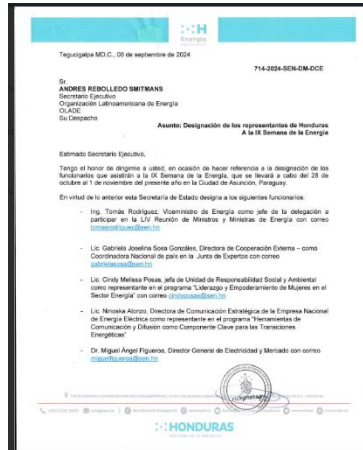 Energía
Tegucigalpa MD.C., 08 de septiembre de 2024
714-2024-SEN-DM-DCE
Sr.
ANDRES REBOLLEDO SMITMANS
Secretario Ejecutivo
Organización Latinoamericana de Energía
OLADE
Su Despacho
Asunto: Designación de los representantes de Honduras
A la IX Semana de la Energía
Estimado Secretario Ejecutivo,
Tengo el honor de dirigirme a usted, en ocasión de hacer referencia a la designación de los
funcionarios que asistirán a la IX Semana de la Energía, que se llevará a cabo del 28 de
octubre al 1 de noviembre del presente año en la Ciudad de Asunción, Paraguay.
En virtud de lo anterior esta Secretaría de Estado designa a los siguientes funcionarios:
- Ing. Tomás Rodríguez, Viceministro de Energía como jefe de la delegación a
participar en la LIV Reunión de Ministros y Ministras de Energía con correo
tomasrodriguez@sen.hn
- Lic. Gabriela Joselina Sosa Gonzáles, Directora de Cooperación Externa – como
Coordinadora Nacional de país en la Junta de Expertos con correo
gabrielasosa@sen.hn
- Lic. Cindy Melissa Posas, jefa de Unidad de Responsabilidad Social y Ambiental
como representante en el programa "Liderazgo y Empoderamiento de Mujeres en el
Sector Energía" con correo cindyposas@sen.hn
- Lic. Ninoska Alonzo, Directora de Comunicación Estratégica de la Empresa Nacional
de Energía Eléctrica como representante en el programa "Herramientas de
Comunicación y Difusión como Componente Clave para las Transiciones
Energéticas"
- Dr. Miguel Ángel Figueroa, Director General de Electricidad y Mercado con correo
miguelfigueroa@sen.hn
HONDURAS